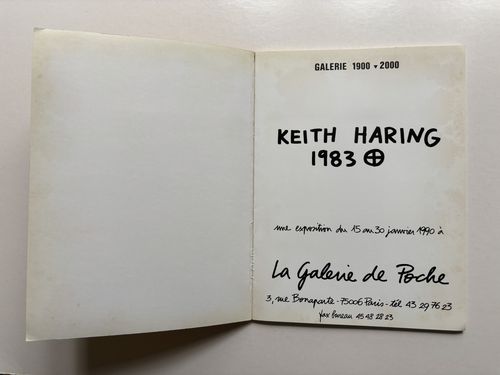 GALERIE 1900 ▾ 2000
KEITH HARING
1983 ⊕
une exposition du 15 au 30 janvier 1990 à
La Galerie de Poche
3, rue Bonaparte - 75006 Paris - tél 43 29 76 23
fax bureau 45 48 28 23